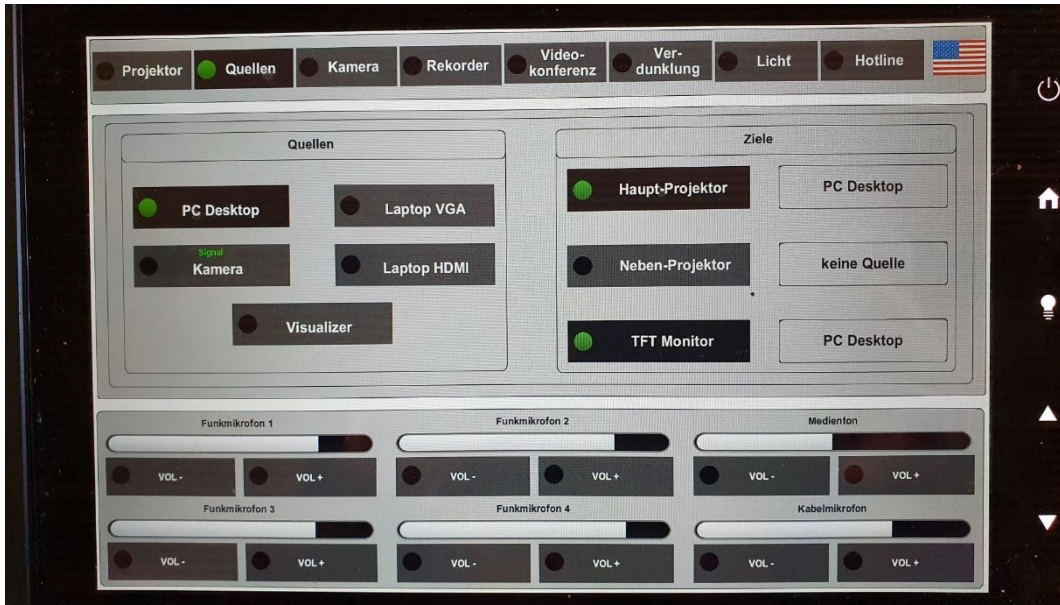 Projektor
Quellen
Kamera
Rekorder
Video-
konferenz
Ver-
dunklung
Licht
Hotline
Quellen
PC Desktop
Laptop VGA
Signal
Kamera
Laptop HDMI
Visualizer
Ziele
Haupt-Projektor
PC Desktop
Neben-Projektor
keine Quelle
TFT Monitor
PC Desktop
Funkmikrofon 1
VOL -
VOL +
Funkmikrofon 2
VOL -
VOL +
Medienton
VOL -
VOL +
Funkmikrofon 3
VOL -
VOL +
Funkmikrofon 4
VOL -
VOL +
Kabelmikrofon
VOL -
VOL +